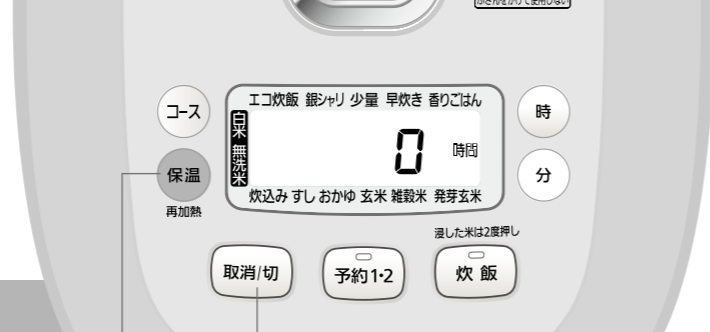 エコ炊飯 銀シャリ 少量 早炊き 香りごはん
コース
白米 無洗米
0 時間
時
保温
再加熱
分
炊込み すし おかゆ 玄米 雑穀米 発芽玄米
浸した米は2度押し
取消/切
予約1・2
炊飯